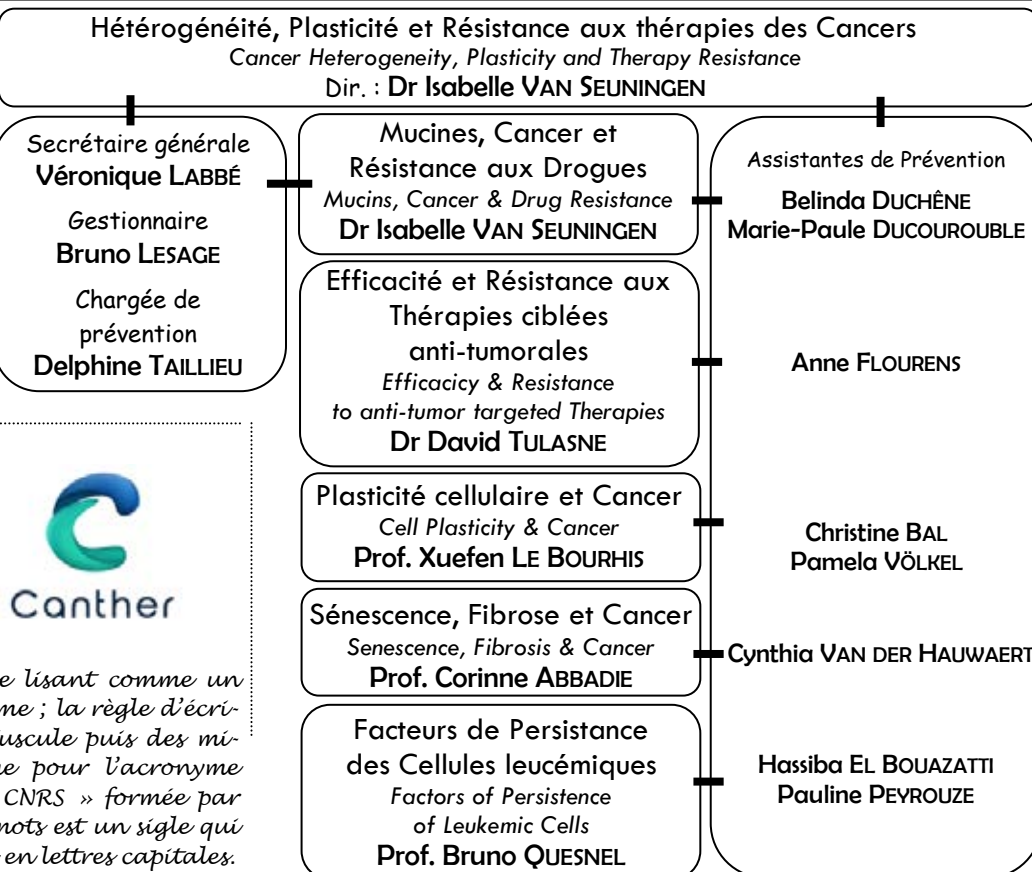 Hétérogénéité, Plasticité et Résistance aux thérapies des Cancers
Cancer Heterogeneity, Plasticity and Therapy Resistance
Dir. : Dr Isabelle VAN SEUNINGEN
Secrétaire générale
Véronique LABBÉ
Gestionnaire
Bruno LESAGE
Chargée de
prévention
Delphine TAILLIEU
Mucines, Cancer et
Résistance aux Drogues
Mucins, Cancer & Drug Resistance
Dr Isabelle VAN SEUNINGEN
Efficacité et Résistance aux
Thérapies ciblées
anti-tumorales
Efficacicy & Resistance
to anti-tumor targeted Therapies
Dr David TULASNE
Plasticité cellulaire et Cancer
Cell Plasticity & Cancer
Prof. Xuefen LE BOURHIS
Sénescence, Fibrose et Cancer
Senescence, Fibrosis & Cancer
Prof. Corinne ABBADIE
Facteurs de Persistance
des Cellules leucémiques
Factors of Persistence
of Leukemic Cells
Prof. Bruno QUESNEL
Assistantes de Prévention
Belinda DUCHÊNE
Marie-Paule DUCOUROUBLE
Anne FLOURENS
Christine BAL
Pamela VÖLKEL
Cynthia VAN DER HAUWAERT
Hassiba EL BOUAZATTI
Pauline PEYROUZE
Canther
e lisant comme un
me ; la règle d'écri-
uscule puis des mi-
e pour l'acronyme
CNRS » formée par
mots est un sigle qui
en lettres capitales.